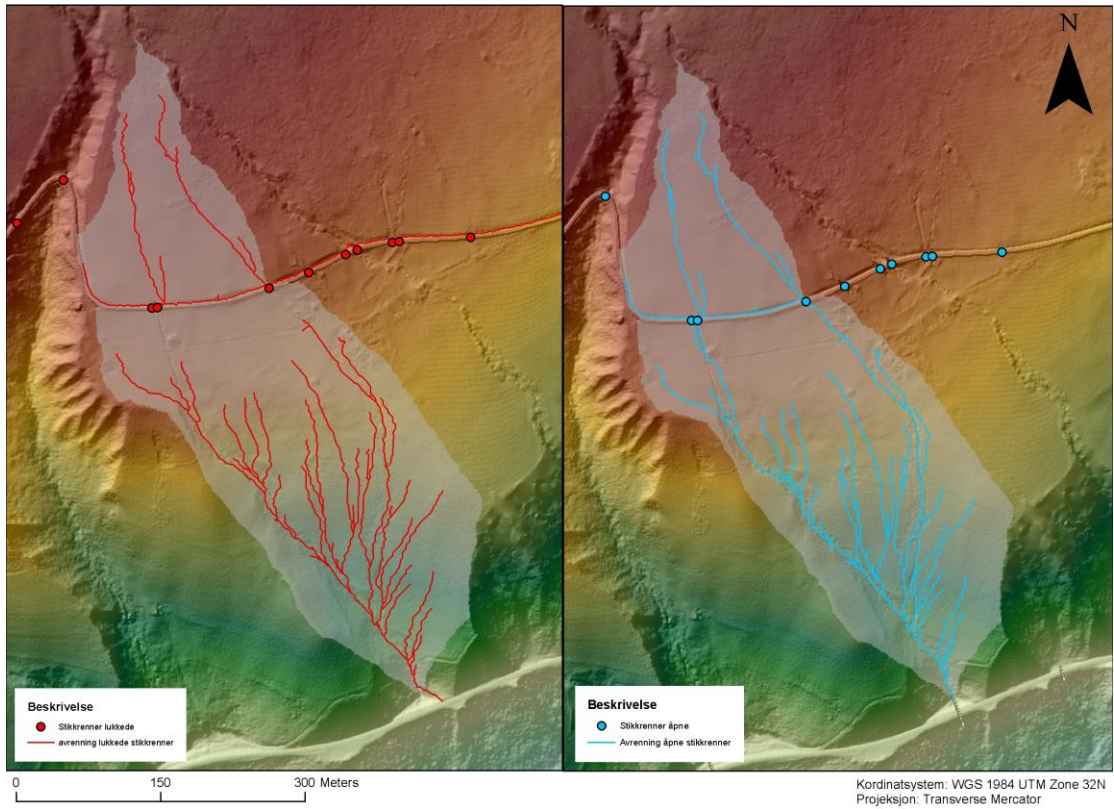 N
Beskrivelse
Stikkrenner lukkede
avrenning lukkede stikkrenner
Beskrivelse
Stikkrenner åpne
Avrenning åpne stikkrenner
0 150 300 Meters
Kordinatsystem: WGS 1984 UTM Zone 32N
Projeksjon: Transverse Mercator